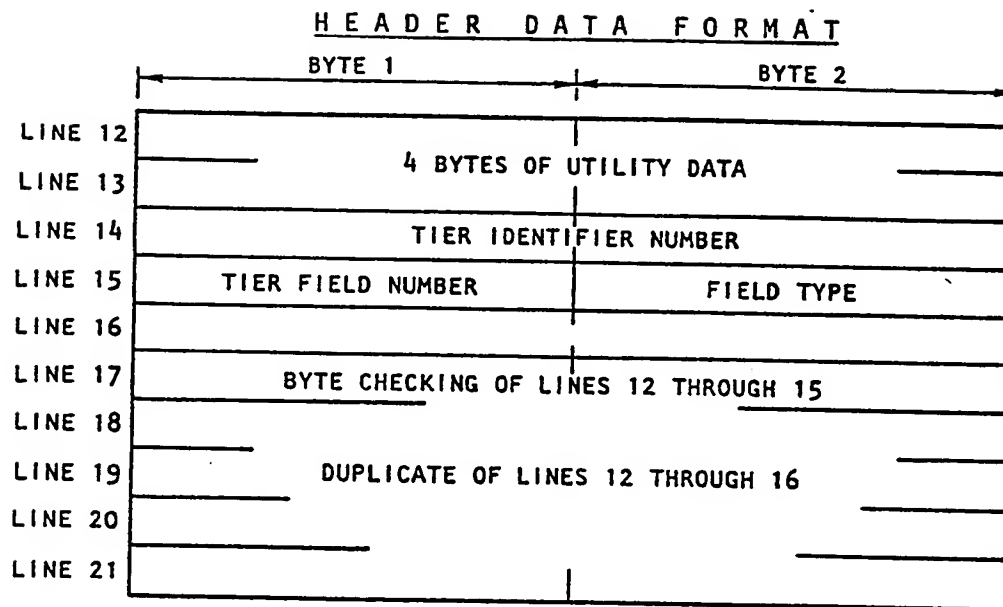 HEADER DATA FORMAT
BYTE 1 BYTE 2
LINE 12
4 BYTES OF UTILITY DATA
LINE 13
LINE 14 TIER IDENTIFIER NUMBER
LINE 15 TIER FIELD NUMBER FIELD TYPE
LINE 16
LINE 17 BYTE CHECKING OF LINES 12 THROUGH 15
LINE 18
LINE 19 DUPLICATE OF LINES 12 THROUGH 16
LINE 20
LINE 21